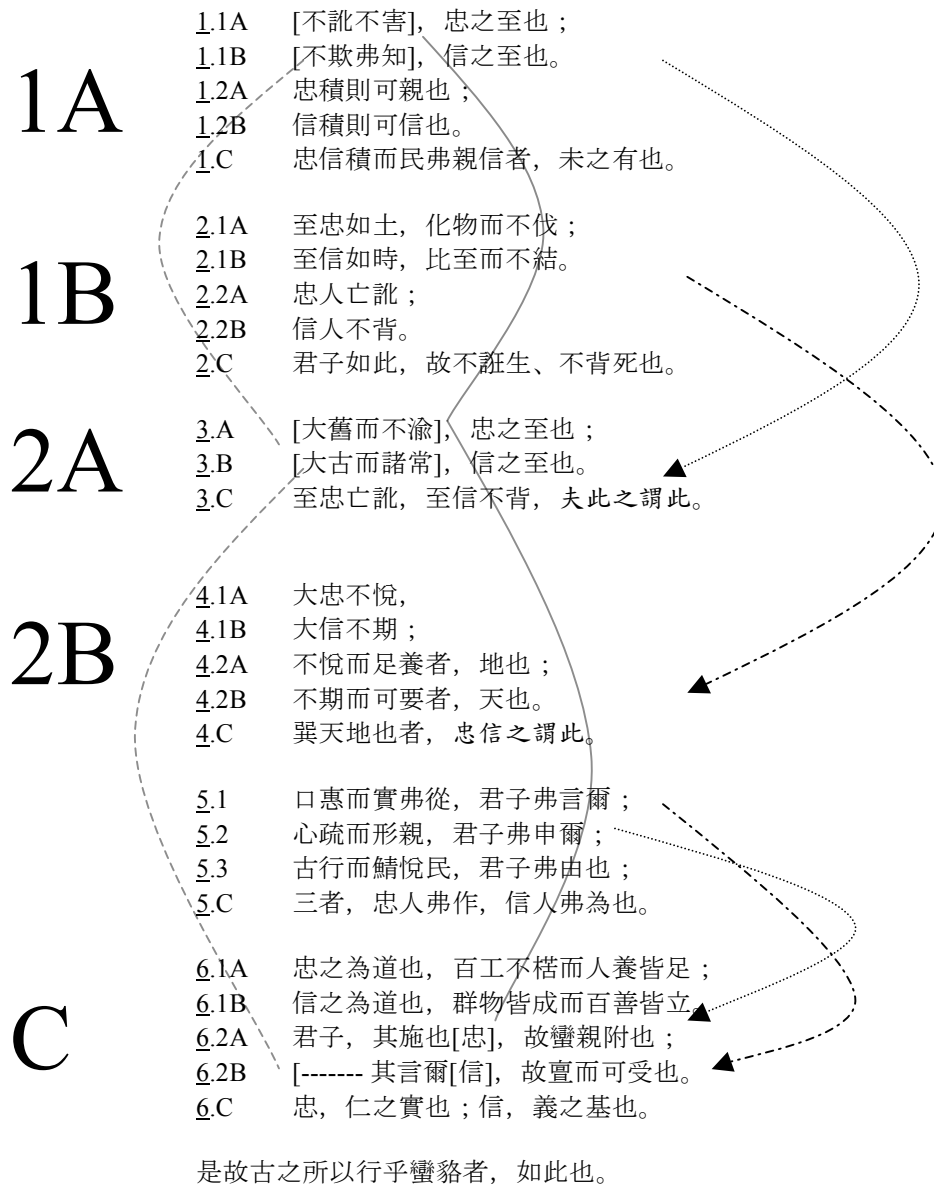 1A
1.1A [不訛不害]，忠之至也；
1.1B [不欺弗知]，信之至也。
1.2A 忠積則可親也；
1.2B 信積則可信也。
1.C 忠信積而民弗親信者，未之有也。
1B
2.1A 至忠如土，化物而不伐；
2.1B 至信如時，比至而不結。
2.2A 忠人亡訛；
2.2B 信人不背。
2.C 君子如此，故不誑生、不背死也。
2A
3.A [大舊而不渝]，忠之至也；
3.B [大古而諸常]，信之至也。
3.C 至忠亡訛，至信不背，夫此之謂此。
2B
4.1A 大忠不悅，
4.1B 大信不期；
4.2A 不悅而足養者，地也；
4.2B 不期而可要者，天也。
4.C 巽天地也者，忠信之謂此。
5.1 口惠而實弗從，君子弗言爾；
5.2 心疏而形親，君子弗申爾；
5.3 古行而鯖悅民，君子弗由也；
5.C 三者，忠人弗作，信人弗為也。
C
6.1A 忠之為道也，百工不楛而人養皆足；
6.1B 信之為道也，群物皆成而百善皆立。
6.2A 君子，其施也[忠]，故蠻親附也；
6.2B [------- 其言爾[信]，故亶而可受也。
6.C 忠，仁之實也；信，義之基也。
是故古之所以行乎蠻貉者，如此也。